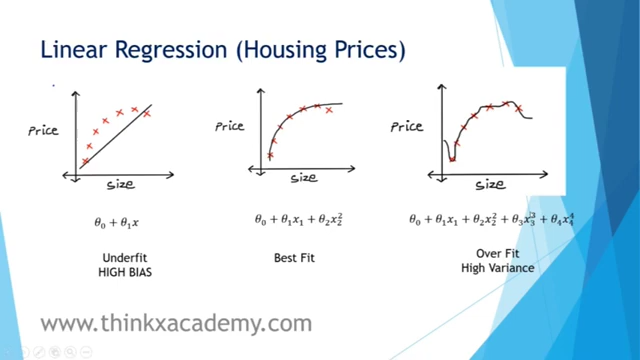 Linear Regression (Housing Prices)
Price
size
Price
size
Price
size
θ₀ + θ₁x
θ₀ + θ₁x₁ + θ₂x₂²
θ₀ + θ₁x₁ + θ₂x₂² + θ₃x₃³ + θ₄x₄⁴
Underfit
HIGH BIAS
Best Fit
Over Fit
High Variance
www.thinkxacademy.com